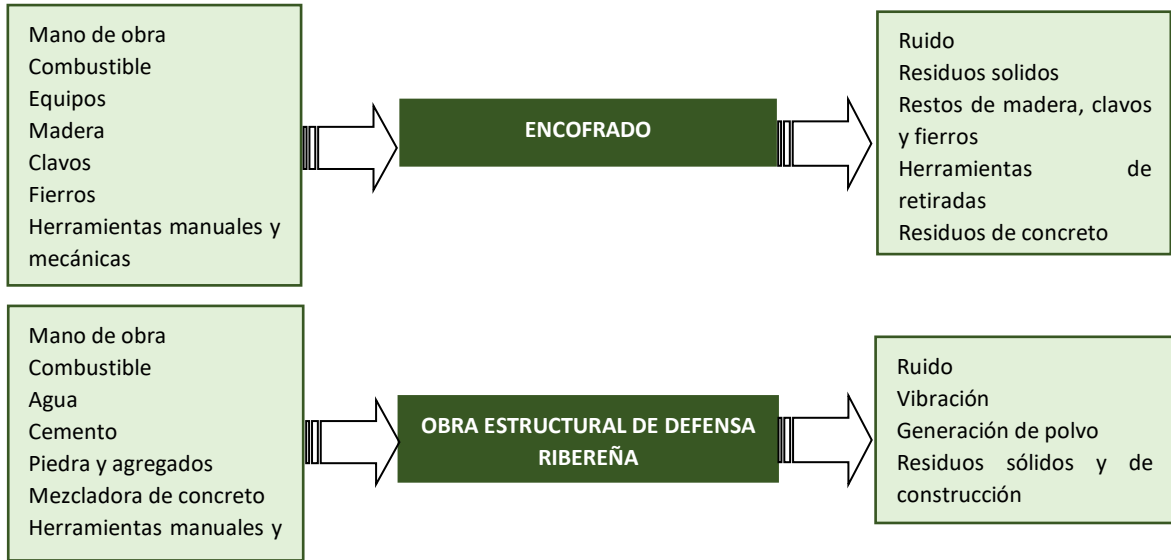 Mano de obra
Combustible
Equipos
Madera
Clavos
Fierros
Herramientas manuales y
mecánicas
ENCOFRADO
Ruido
Residuos solidos
Restos de madera, clavos
y fierros
Herramientas de
retiradas
Residuos de concreto
Mano de obra
Combustible
Agua
Cemento
Piedra y agregados
Mezcladora de concreto
Herramientas manuales y
OBRA ESTRUCTURAL DE DEFENSA
RIBEREÑA
Ruido
Vibración
Generación de polvo
Residuos sólidos y de
construcción